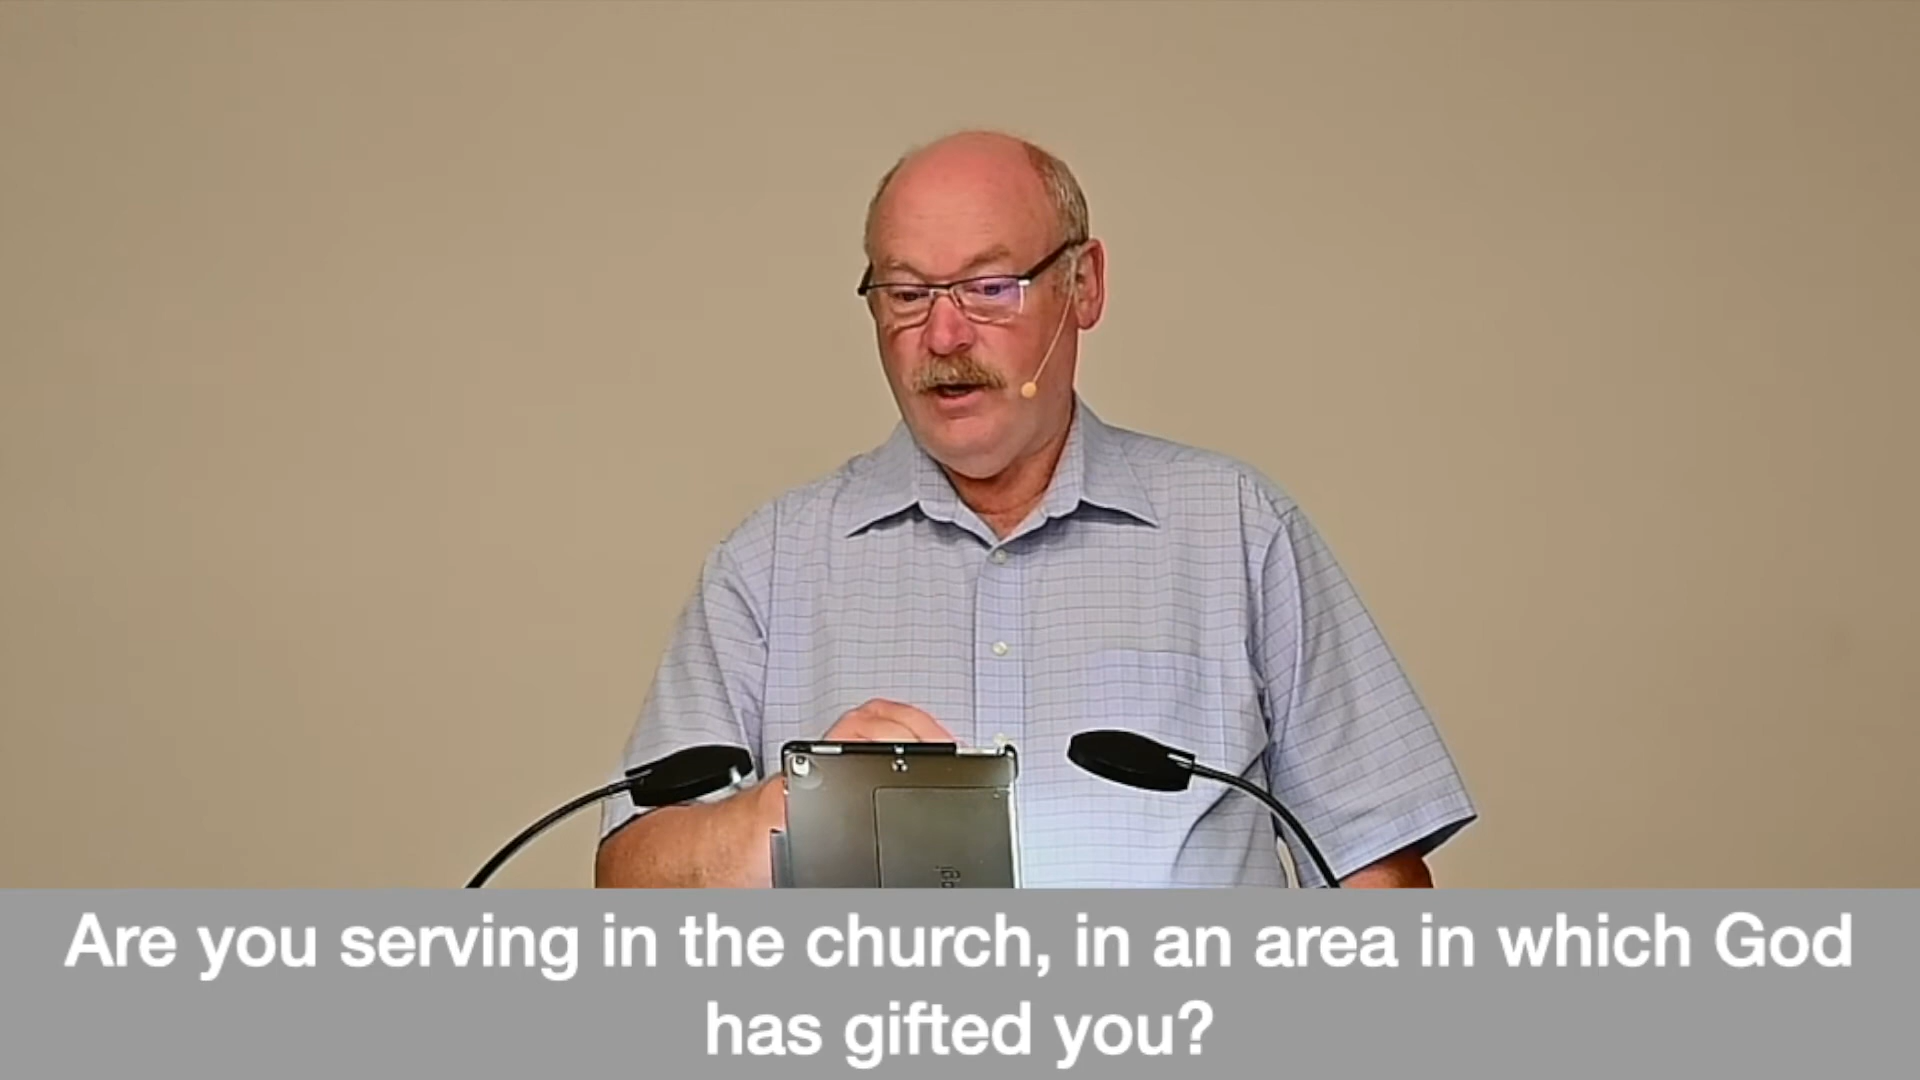 Are you serving in the church, in an area in which God
has gifted you?